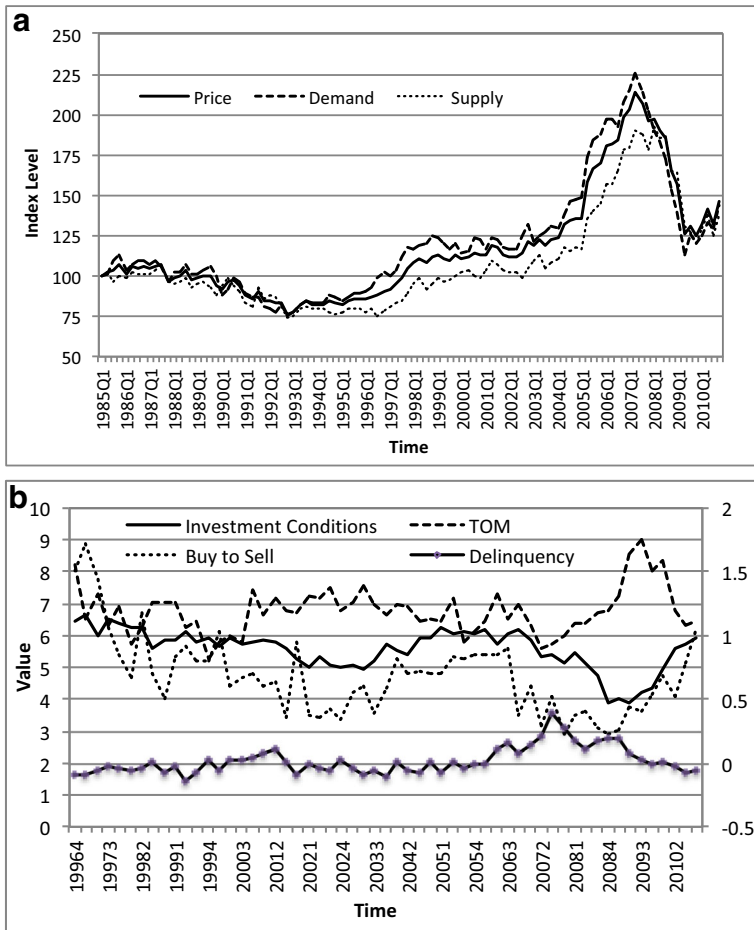 a
250
225
200
175
150
125
100
75
50
Index Level
Price Demand Supply
1985Q1 1986Q1 1987Q1 1988Q1 1989Q1 1990Q1 1991Q1 1992Q1 1993Q1 1994Q1 1995Q1 1996Q1 1997Q1 1998Q1 1999Q1 2000Q1 2001Q1 2002Q1 2003Q1 2004Q1 2005Q1 2006Q1 2007Q1 2008Q1 2009Q1 2010Q1
Time
b
10
9
8
7
6
5
4
3
2
1
0
Value
Investment Conditions TOM
Buy to Sell Delinquency
2
1.5
1
0.5
0
-0.5
19964 19973 19982 19991 19994 20003 20012 20021 20024 20033 20042 20051 20054 20063 20072 20081 20084 20093 20102
Time